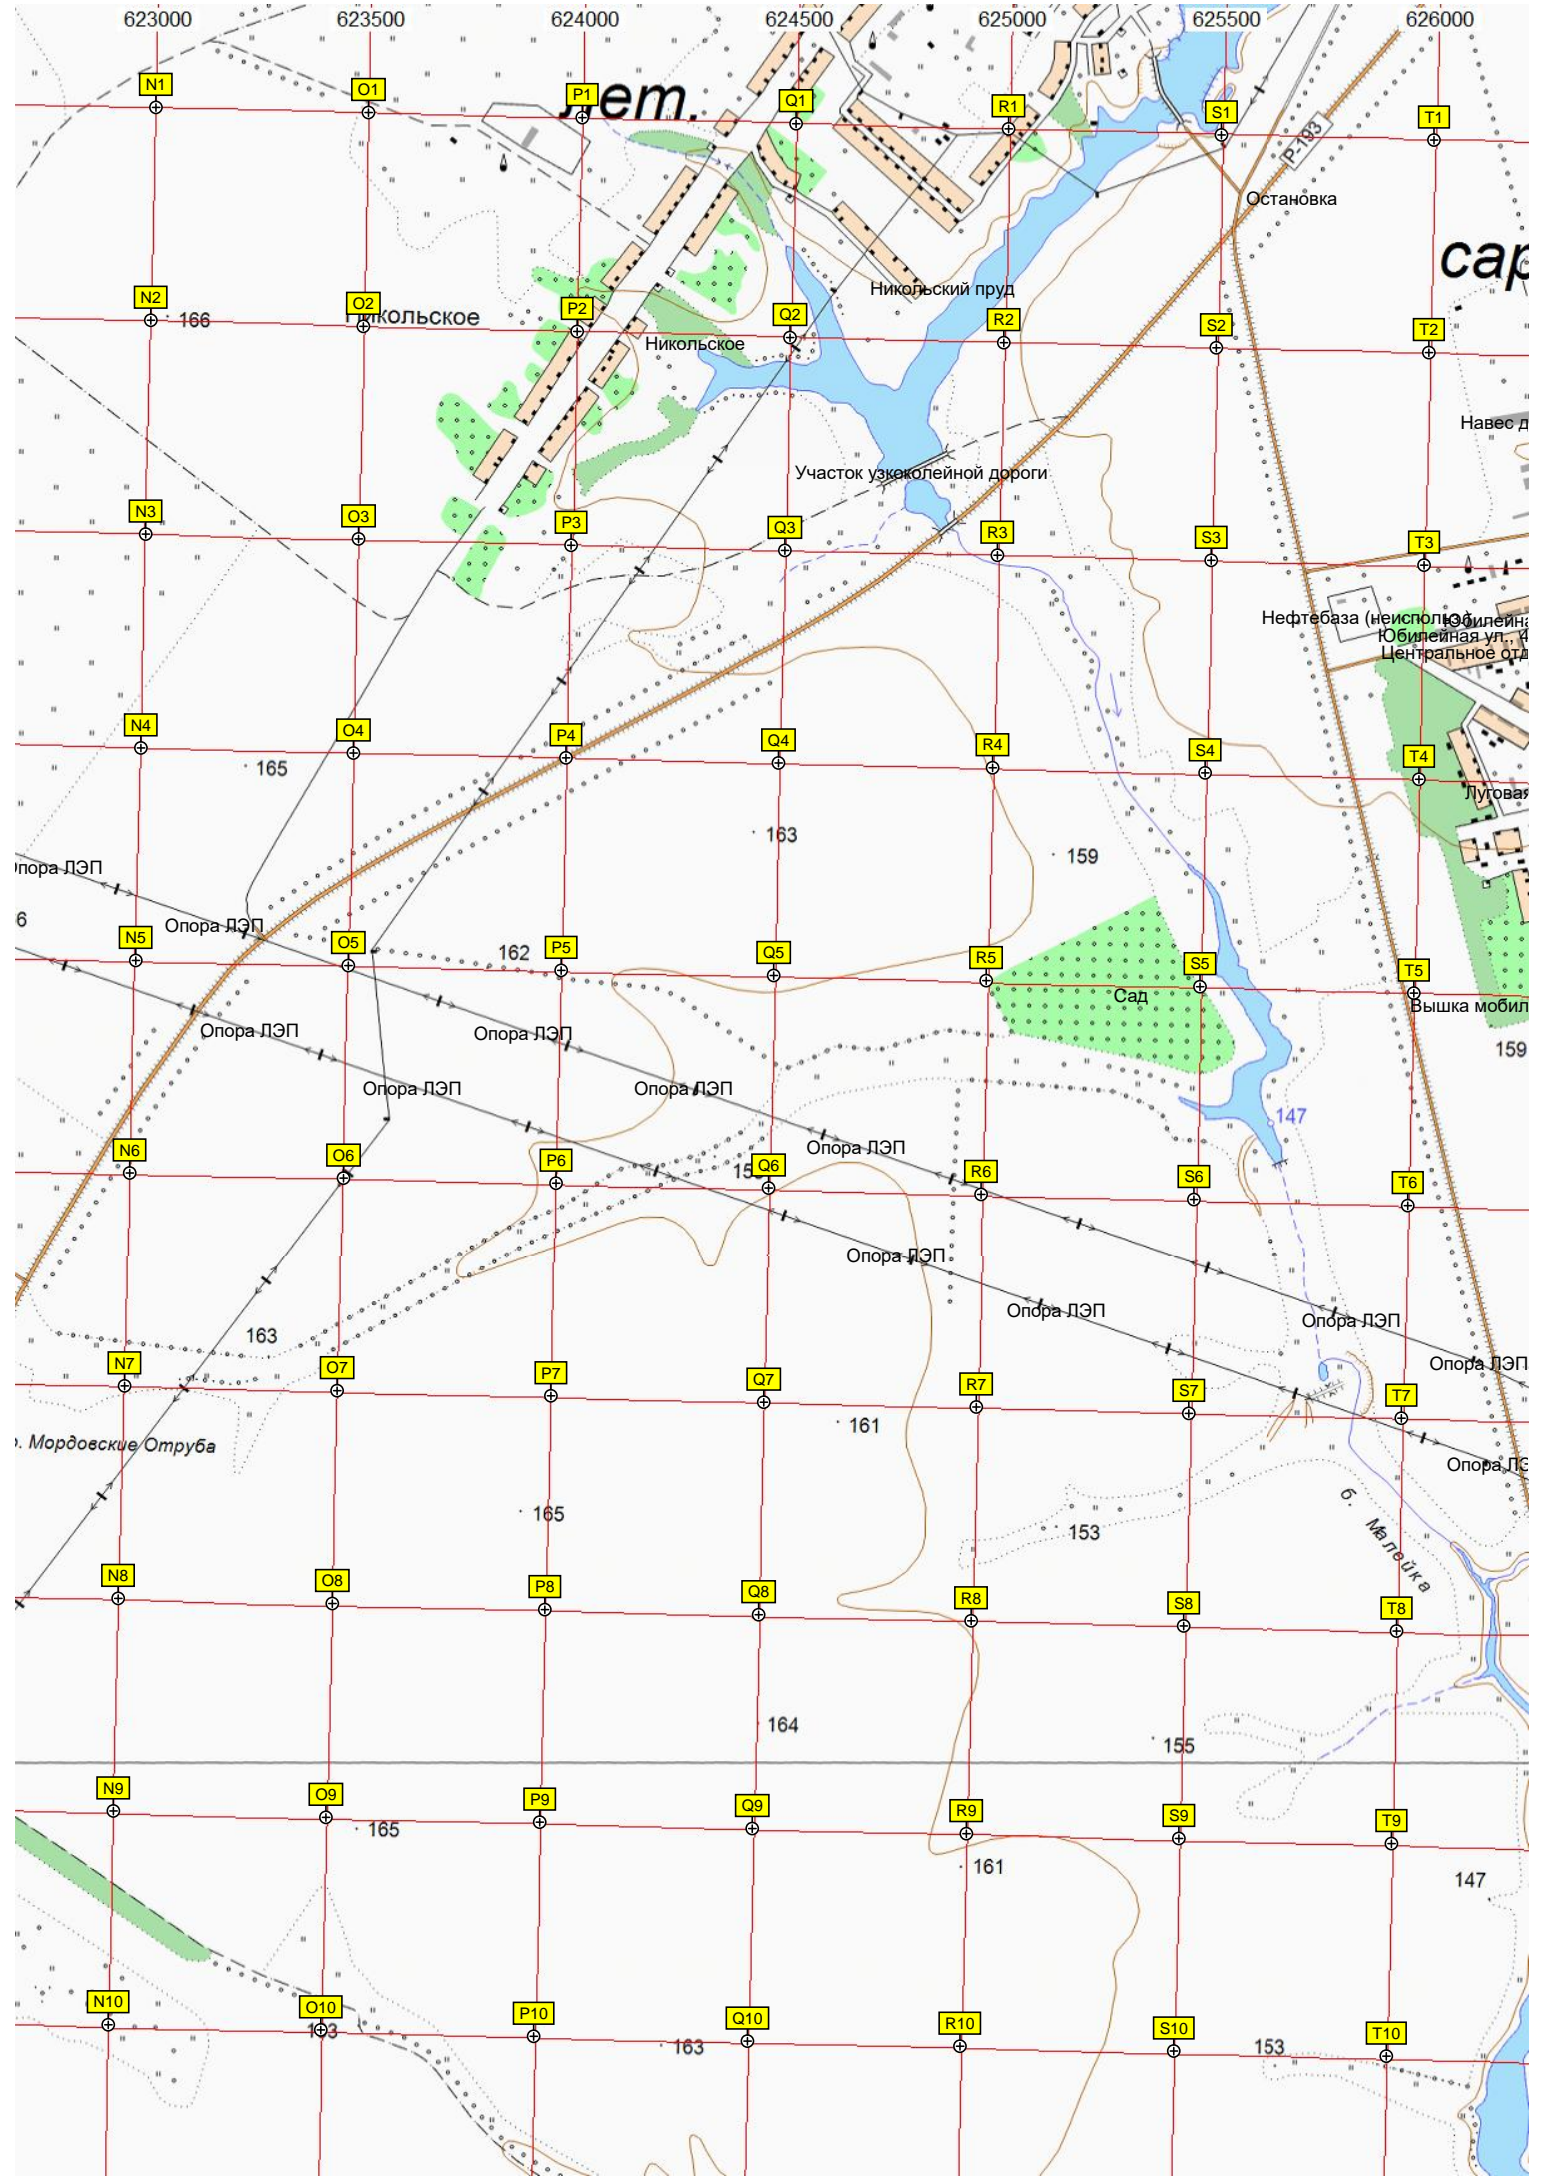 623000 623500 624000 624500 625000 625500 626000
N1 O1 P1 Q1 R1 S1 T1
лет.
Р-193
Остановка
сар
Никольский пруд
N2 O2 P2 Q2 R2 S2 T2
166
Никольское
Никольское
Навес д
Участок узкоколейной дороги
N3 O3 P3 Q3 R3 S3 T3
Нефтебаза (неисполь
Юбилейна
Юбилейная ул., 4
Центральное отд
N4 O4 P4 Q4 R4 S4 T4
165
Луговая
163
159
Опора ЛЭП
6
Опора ЛЭП
N5 O5 P5 Q5 R5 S5 T5
162
Сад
Вышка мобил
Опора ЛЭП
Опора ЛЭП
159
Опора ЛЭП
Опора ЛЭП
147
Опора ЛЭП
N6 O6 P6 Q6 R6 S6 T6
Опора ЛЭП
Опора ЛЭП
Опора ЛЭП
163
Опора ЛЭП
N7 O7 P7 Q7 R7 S7 T7
161
р. Мордовские Отруба
Опора ЛЭ
165
153
б. Малейка
N8 O8 P8 Q8 R8 S8 T8
164
155
N9 O9 P9 Q9 R9 S9 T9
165
161
147
N10 O10 P10 Q10 R10 S10 T10
163
153